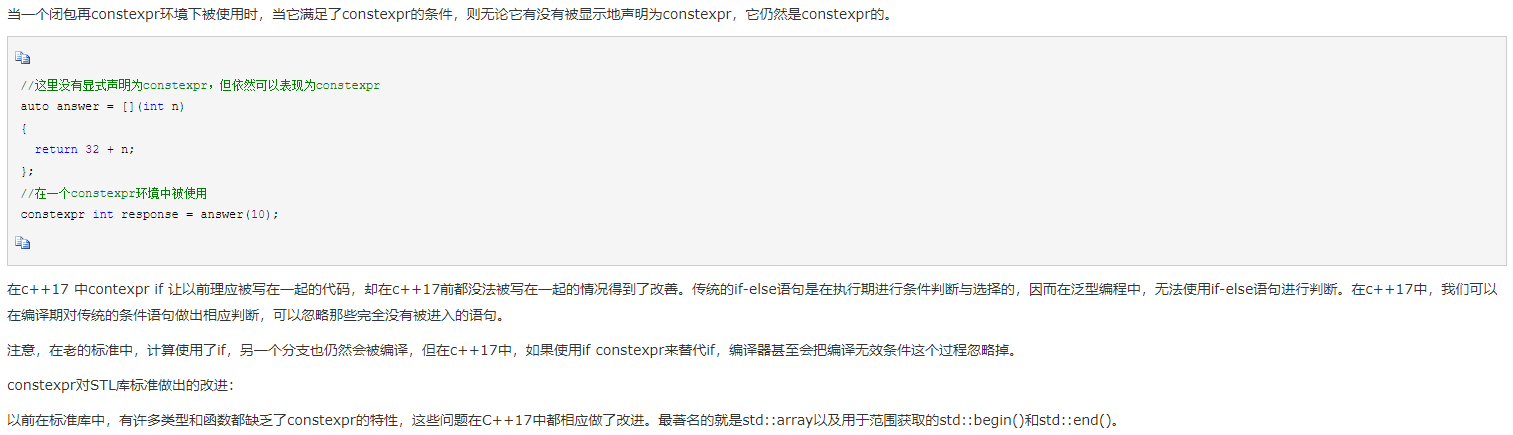 当一个闭包再constexpr环境下被使用时，当它满足了constexpr的条件，则无论它有没有被显示地声明为constexpr，它仍然是constexpr的。
//这里没有显式声明为constexpr，但依然可以表现为constexpr
auto answer = [](int n)
{
  return 32 + n;
};
//在一个constexpr环境中被使用
constexpr int response = answer(10);
在c++17 中contexpr if 让以前理应被写在一起的代码，却在c++17前都没法被写在一起的情况得到了改善。传统的if-else语句是在执行期进行条件判断与选择的，因而在泛型编程中，无法使用if-else语句进行判断。在c++17中，我们可以
在编译期对传统的条件语句做出相应判断，可以忽略那些完全没有被进入的语句。
注意，在老的标准中，计算使用了if，另一个分支也仍然会被编译，但在c++17中，如果使用if constexpr来替代if，编译器甚至会把编译无效条件这个过程忽略掉。
constexpr对STL库标准做出的改进：
以前在标准库中，有许多类型和函数都缺乏了constexpr的特性，这些问题在C++17中都相应做了改进。最著名的就是std::array以及用于范围获取的std::begin()和std::end()。